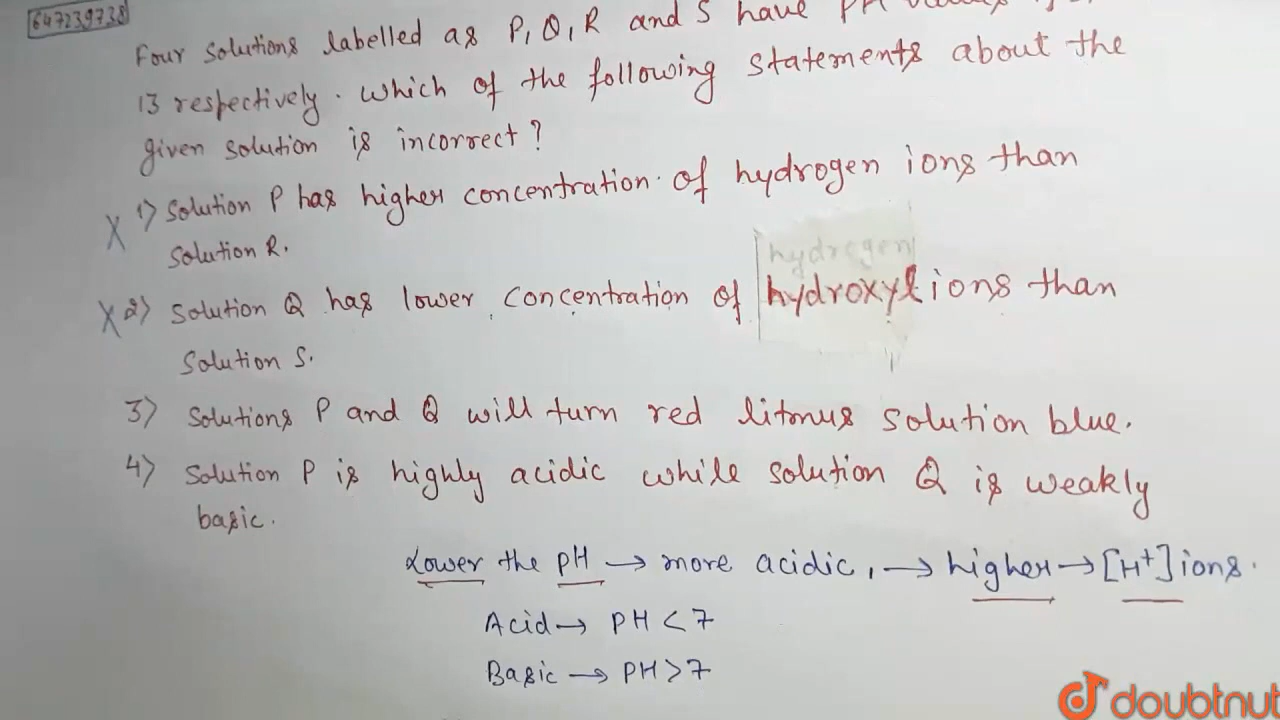 647239738
Four solutions labelled as P, Q, R and S have PH
13 respectively. Which of the following statements about the
given solution is incorrect?
X 1) Solution P has higher concentration of hydrogen ions than
Solution R.
hydrogen
X 2) Solution Q has lower concentration of hydroxyl ions than
Solution S.
3) Solutions P and Q will turn red litmus solution blue.
4) Solution P is highly acidic while solution Q is weakly
basic.
Lower the pH → more acidic, → higher → [H⁺] ions.
Acid → PH < 7
Basic → PH > 7
doubtnut